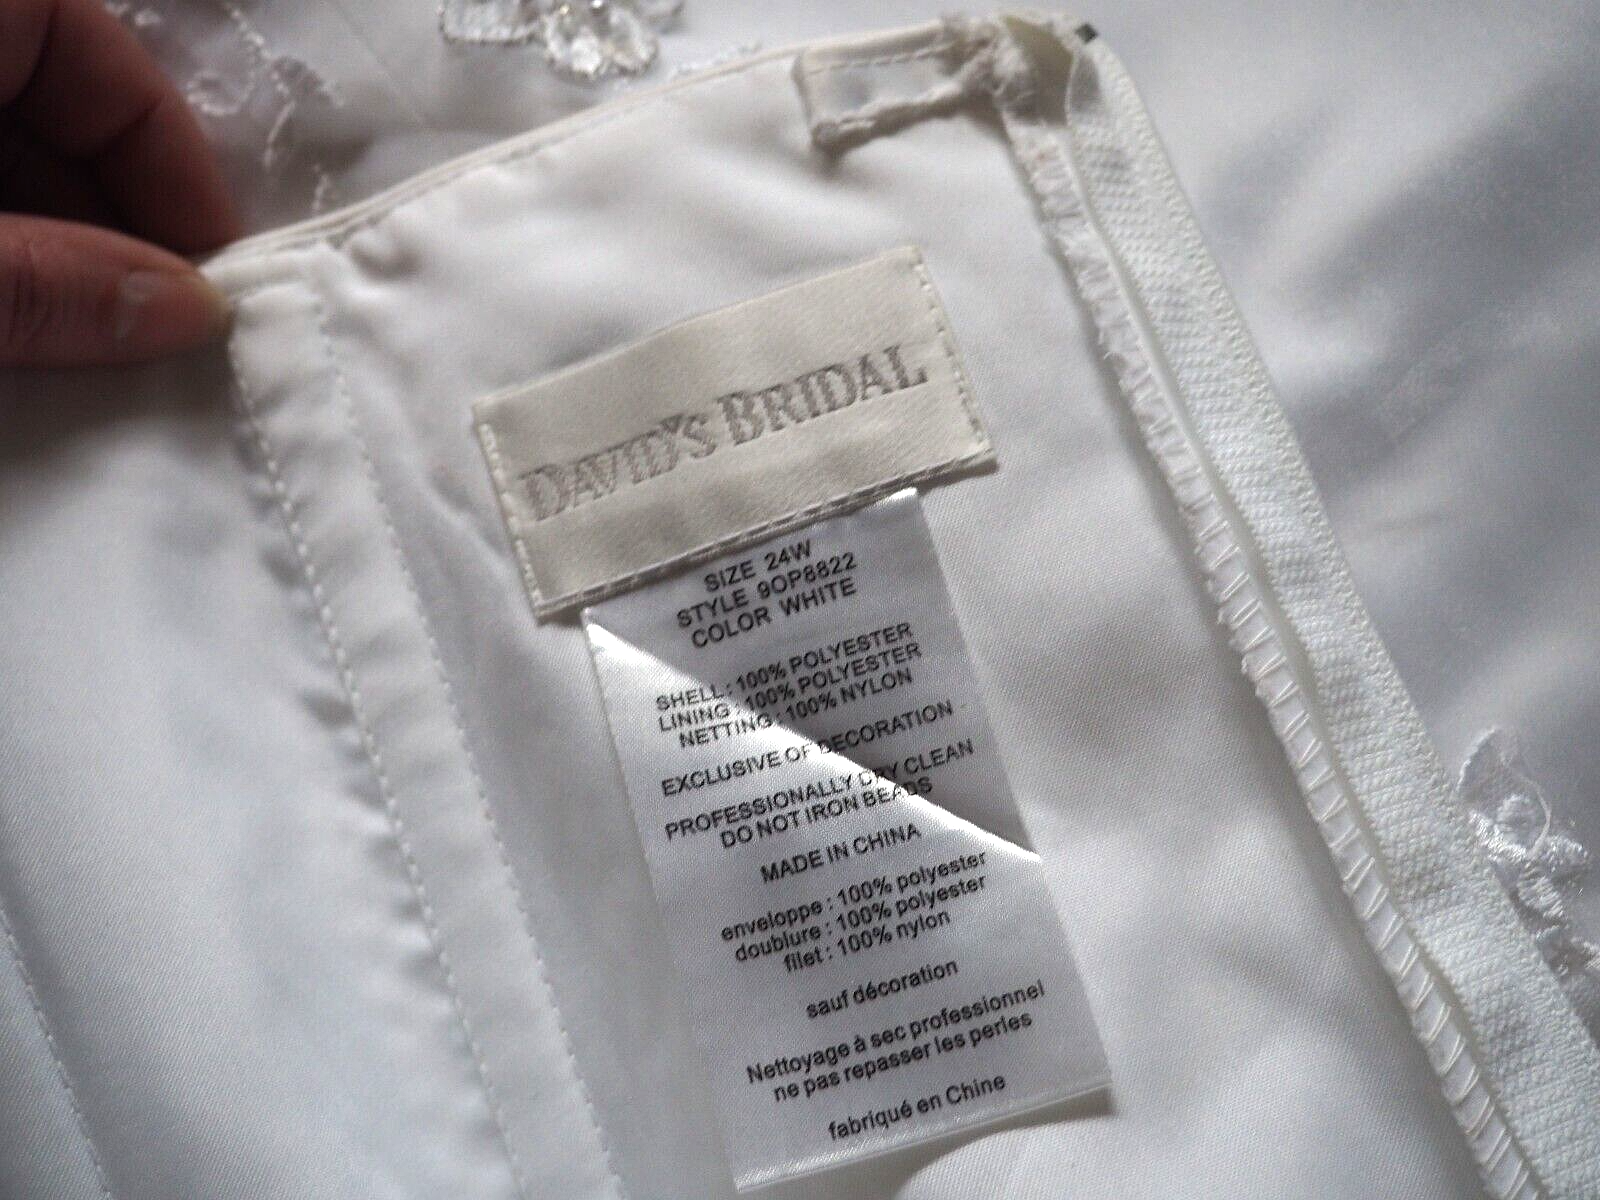 DAVID'S BRIDAL
SIZE 24W
STYLE 9OP8822
COLOR WHITE
SHELL : 100% POLYESTER
LINING : 100% POLYESTER
NETTING : 100% NYLON
EXCLUSIVE OF DECORATION
PROFESSIONALLY DRY CLEAN
DO NOT IRON BEADS
MADE IN CHINA
enveloppe : 100% polyester
doublure : 100% polyester
filet : 100% nylon
sauf décoration
Nettoyage à sec professionnel
ne pas repasser les perles
fabriqué en Chine